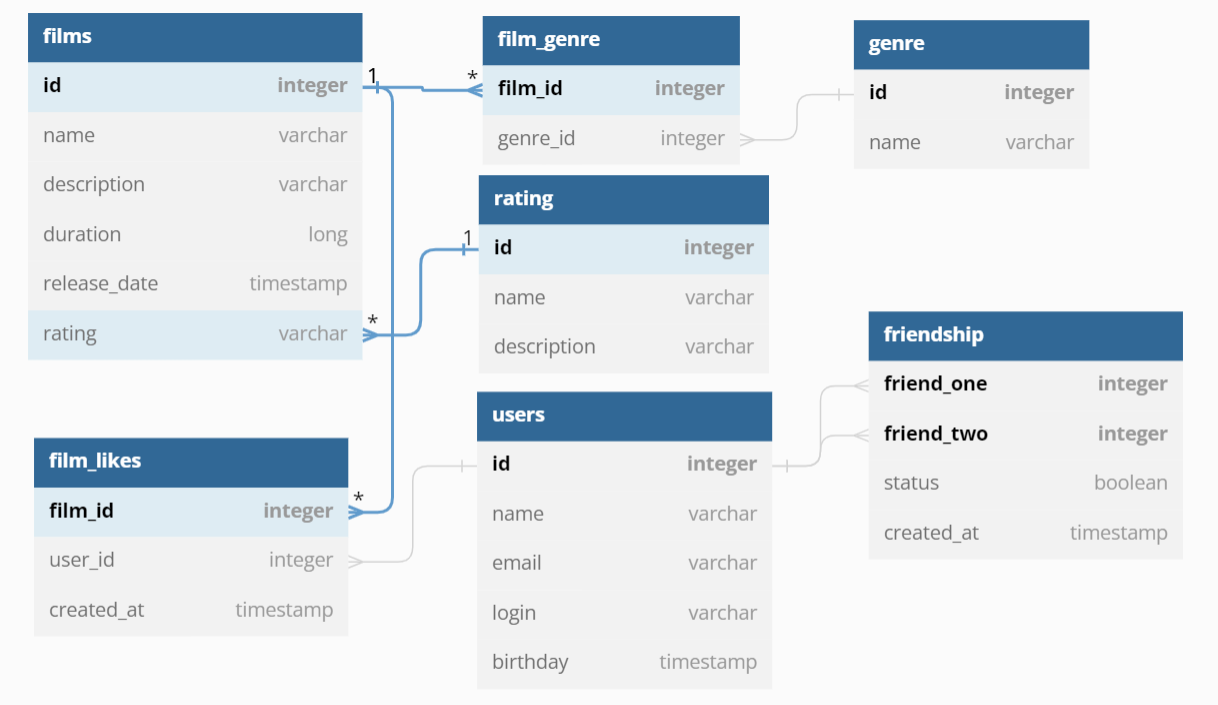 films
id integer
name varchar
description varchar
duration long
release_date timestamp
rating varchar
1
*
film_genre
film_id integer
genre_id integer
genre
id integer
name varchar
rating
1
id integer
name varchar
description varchar
*
film_likes
*
film_id integer
user_id integer
created_at timestamp
users
id integer
name varchar
email varchar
login varchar
birthday timestamp
friendship
friend_one integer
friend_two integer
status boolean
created_at timestamp